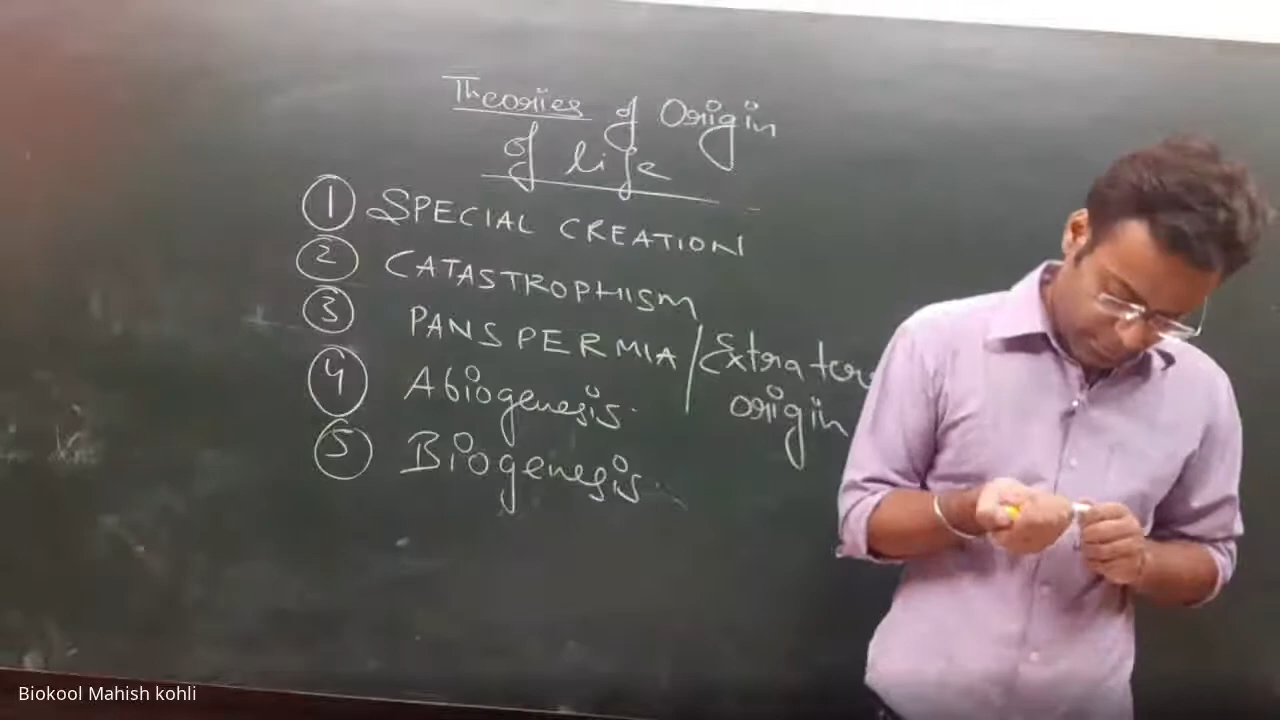 Theories of Origin
of life
1 SPECIAL CREATION
2 CATASTROPHISm
3 PANSPERMIA / Extra
origin
4 Abiogenesis.
5 Biogenesis.
Biokool Mahish kohli